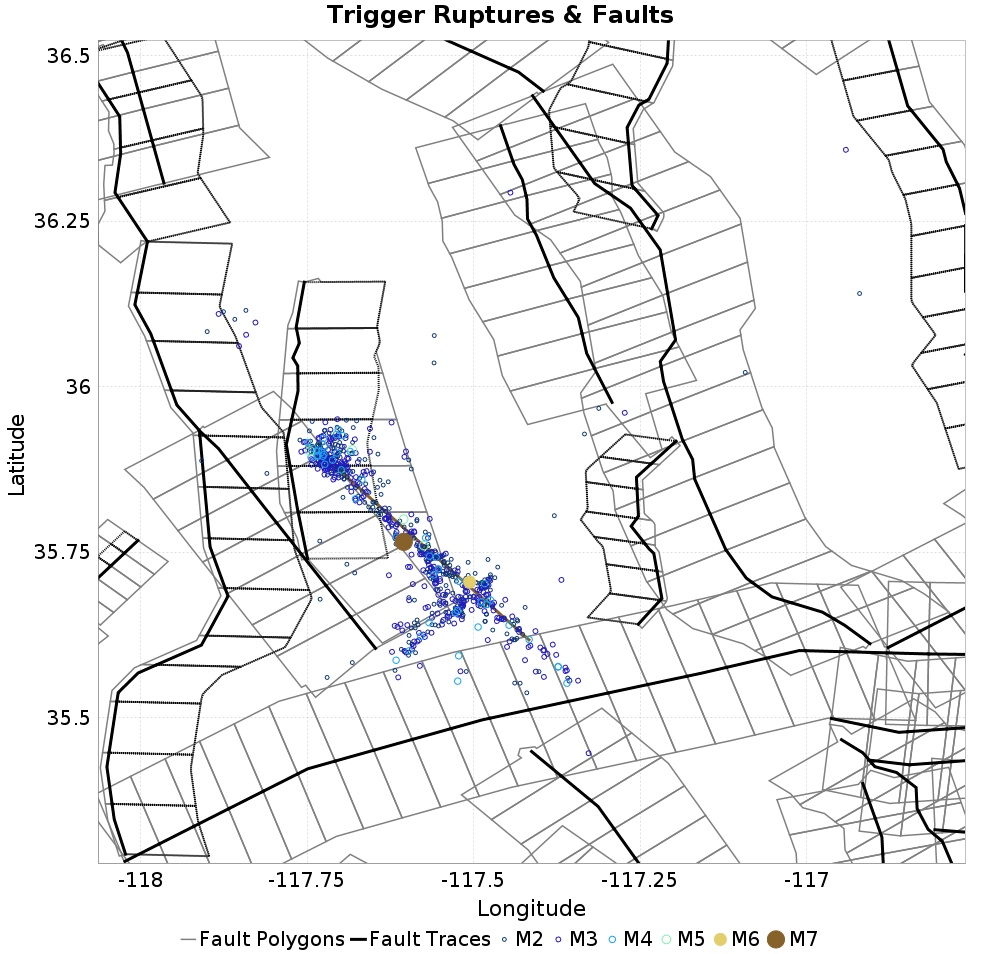 Trigger Ruptures & Faults
36.5
36.25
36
35.75
35.5
Latitude
-118
-117.75
-117.5
-117.25
-117
Longitude
Fault Polygons Fault Traces M2 M3 M4 M5 M6 M7